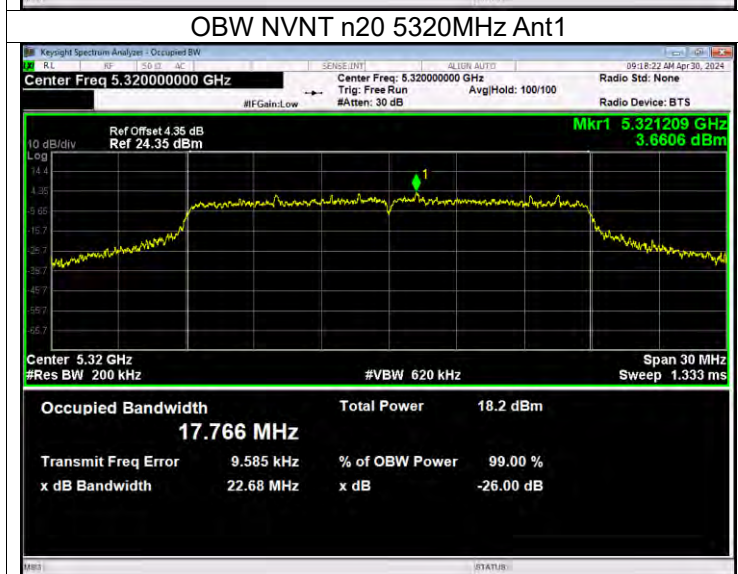 OBW NVNT n20 5320MHz Ant1
Keysight Spectrum Analyzer - Occupied BW
RL RF 50 Ω AC SENSE:INT ALIGN AUTO 09:18:22 AM Apr 30, 2024
Center Freq 5.320000000 GHz Center Freq: 5.320000000 GHz Radio Std: None
Trig: Free Run Avg|Hold: 100/100
#IFGain:Low #Atten: 30 dB Radio Device: BTS
Ref Offset 4.35 dB Mkr1 5.321209 GHz
10 dB/div Ref 24.35 dBm 3.6606 dBm
Log
14.4
1
4.35
-5.65
-15.7
-25.7
-35.7
-45.7
-55.7
-65.7
Center 5.32 GHz Span 30 MHz
#Res BW 200 kHz #VBW 620 kHz Sweep 1.333 ms
Occupied Bandwidth Total Power 18.2 dBm
17.766 MHz
Transmit Freq Error 9.585 kHz % of OBW Power 99.00 %
x dB Bandwidth 22.68 MHz x dB -26.00 dB
MSG STATUS